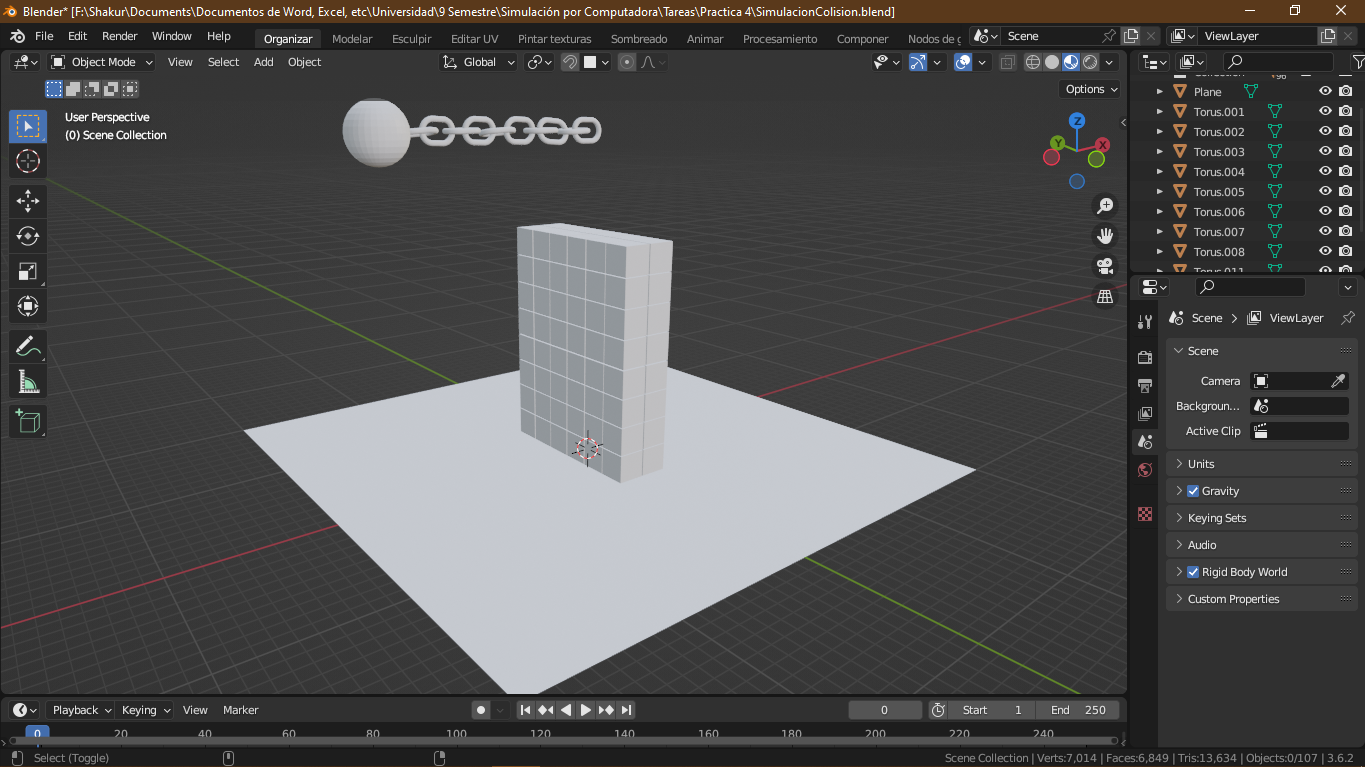 Blender* [F:\Shakur\Documents\Documentos de Word, Excel, etc\Universidad\9 Semestre\Simulación por Computadora\Tareas\Practica 4\SimulacionColision.blend]
File Edit Render Window Help Organizar Modelar Esculpir Editar UV Pintar texturas Sombreado Animar Procesamiento Componer Nodos de g Scene ViewLayer
Object Mode View Select Add Object Global
Options
User Perspective
(0) Scene Collection
Z
Y
X
Plane
Torus.001
Torus.002
Torus.003
Torus.004
Torus.005
Torus.006
Torus.007
Torus.008
Torus.011
Scene > ViewLayer
Scene
Camera
Backgroun...
Active Clip
Units
Gravity
Keying Sets
Audio
Rigid Body World
Custom Properties
Playback Keying View Marker 0 Start 1 End 250
0 20 40 60 80 100 120 140 160 180 200 220 240
Select (Toggle) Scene Collection | Verts:7,014 | Faces:6,849 | Tris:13,634 | Objects:0/107 | 3.6.2